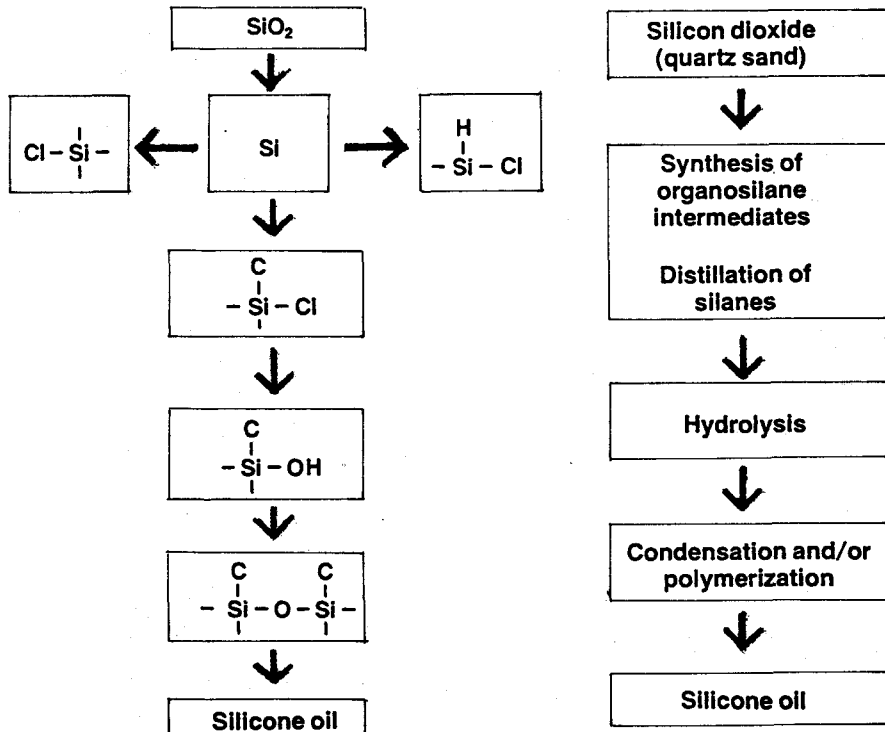 SiO₂
Cl – Si –
Si
H
– Si – Cl
C
– Si – Cl
C
– Si – OH
C C
– Si – O – Si –
Silicone oil
Silicon dioxide
(quartz sand)
Synthesis of
organosilane
intermediates
Distillation of
silanes
Hydrolysis
Condensation and/or
polymerization
Silicone oil